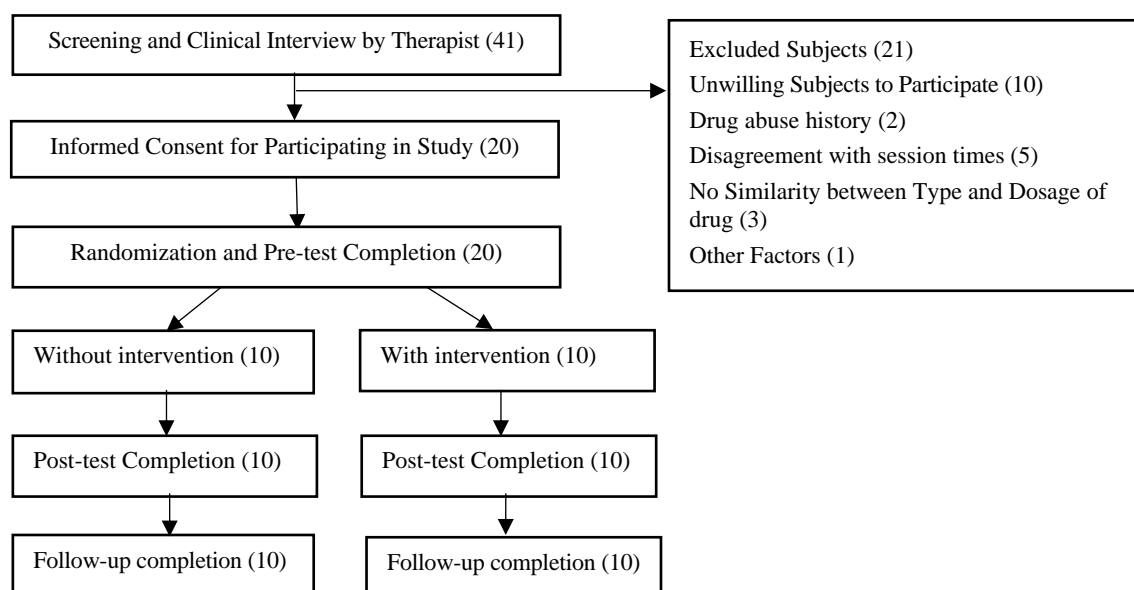 Screening and Clinical Interview by Therapist (41)
Excluded Subjects (21)
Unwilling Subjects to Participate (10)
Drug abuse history (2)
Disagreement with session times (5)
No Similarity between Type and Dosage of
drug (3)
Other Factors (1)
Informed Consent for Participating in Study (20)
Randomization and Pre-test Completion (20)
Without intervention (10)
With intervention (10)
Post-test Completion (10)
Post-test Completion (10)
Follow-up completion (10)
Follow-up completion (10)